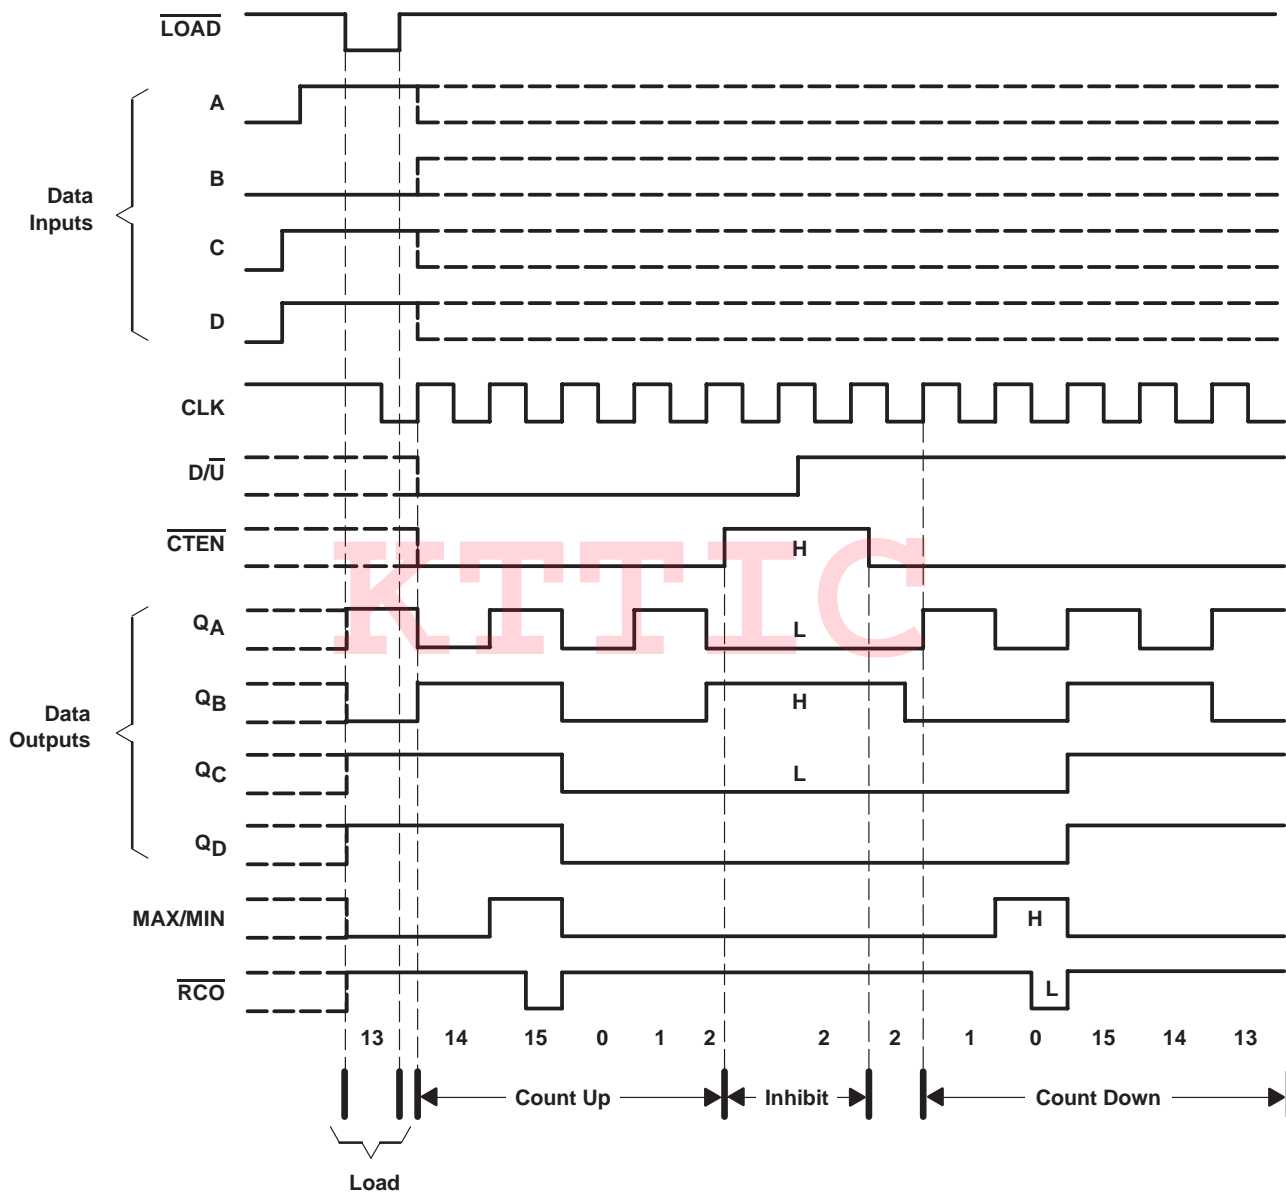 LOAD
A
B
Data
Inputs
C
D
CLK
D/U
CTEN
H
KTTIC
QA
L
QB
H
Data
Outputs
QC
L
QD
MAX/MIN
H
RCO
L
13 14 15 0 1 2 2 2 1 0 15 14 13
Count Up Inhibit Count Down
Load